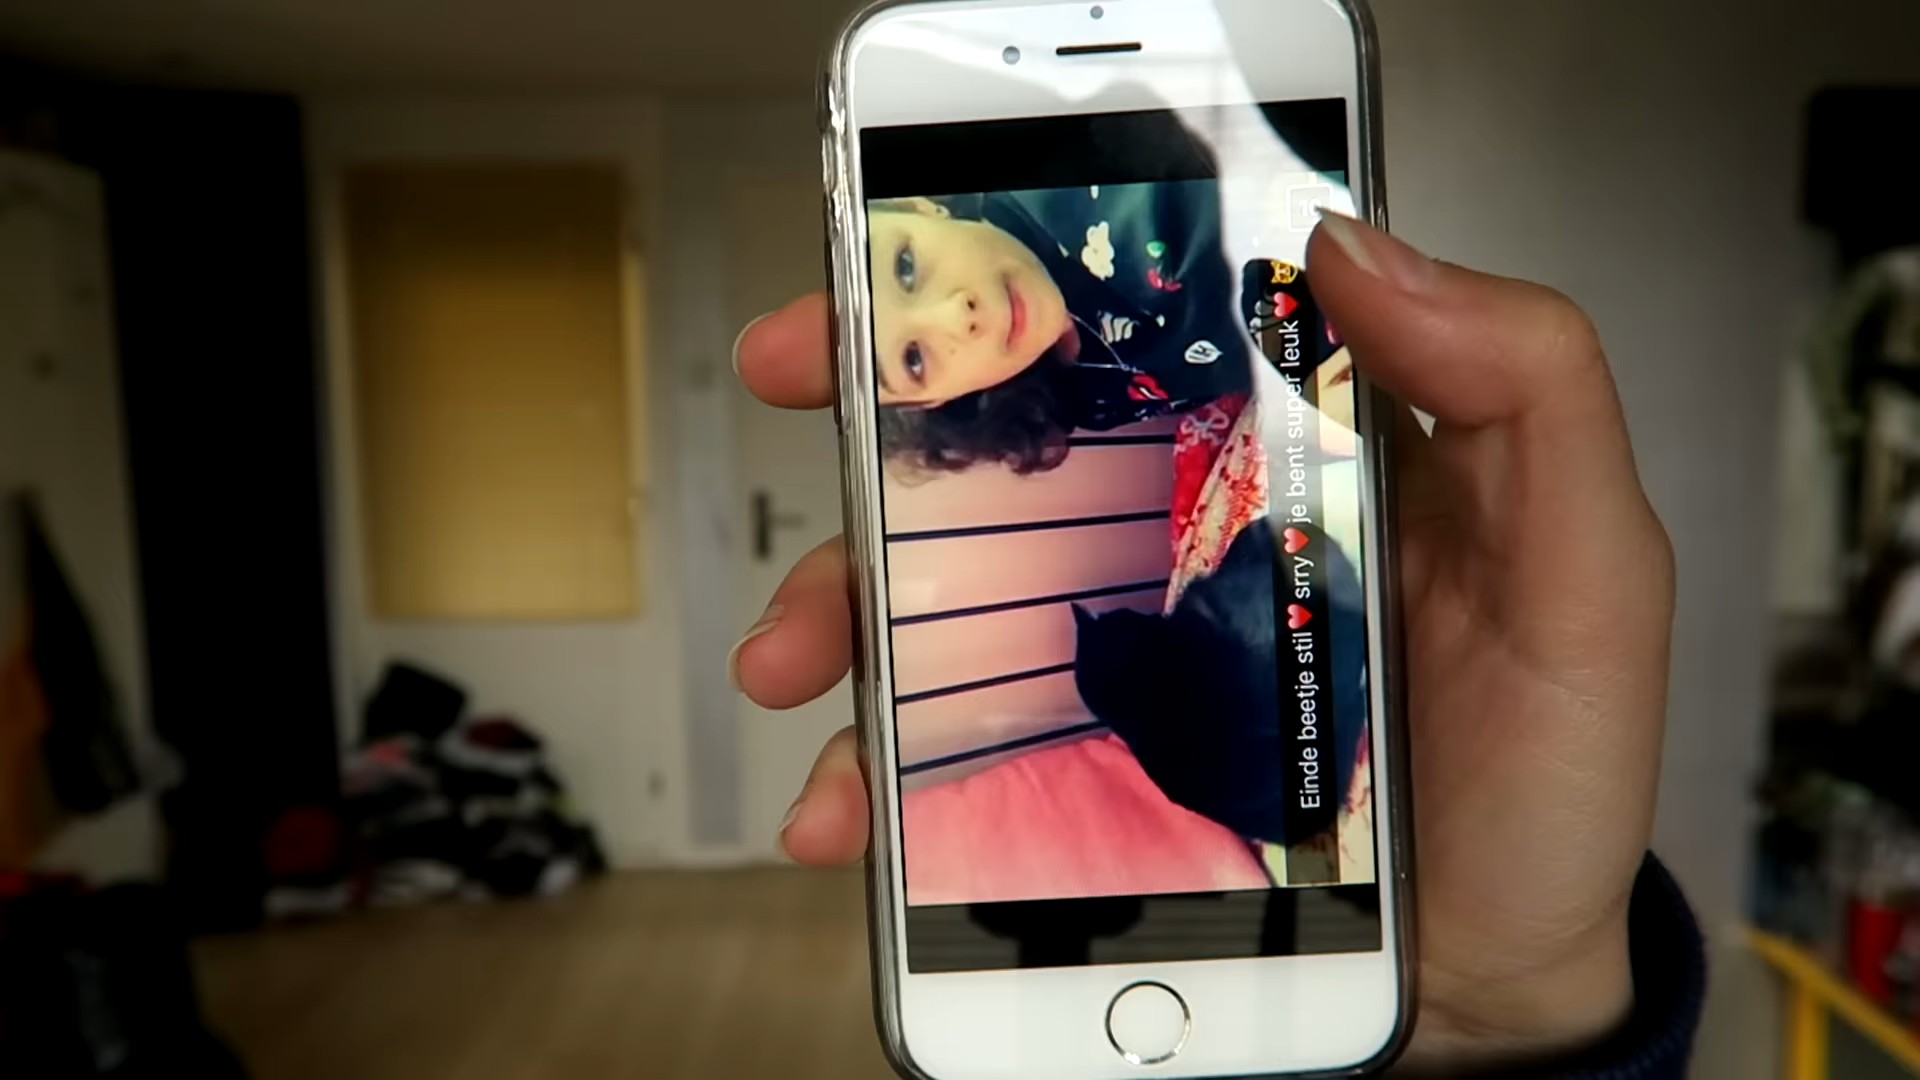 Einde beetje stil❤️srry❤️je bent super leuk❤️🐱